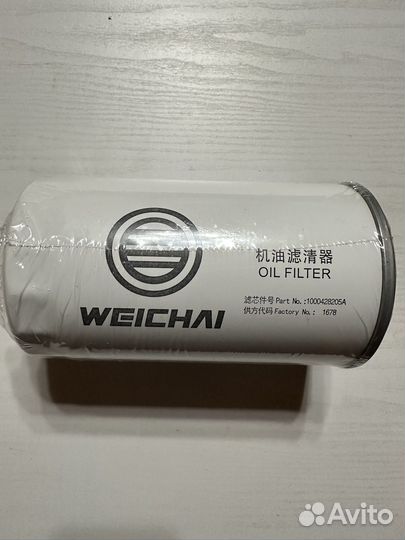 WEICHAI
机油滤清器
OIL FILTER
滤芯件号 Part No.:1000428205A
供方代码 Factory No.: 1678
Avito